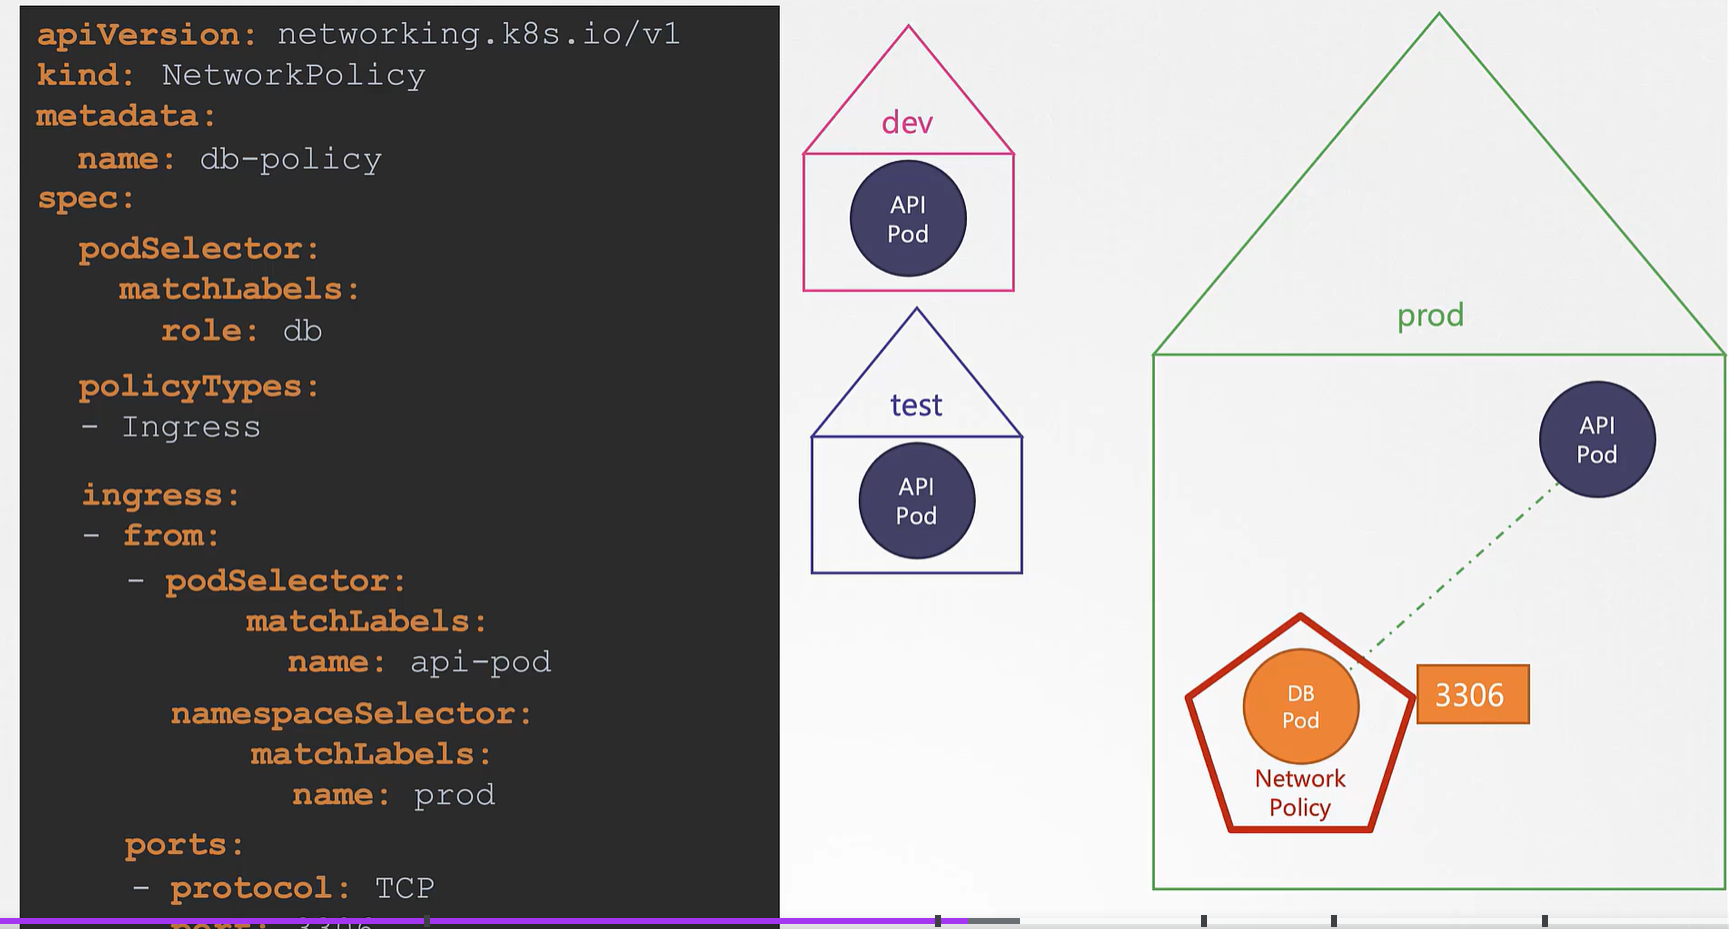 apiVersion: networking.k8s.io/v1
kind: NetworkPolicy
metadata:
name: db-policy
spec:
podSelector:
matchLabels:
role: db
policyTypes:
- Ingress
ingress:
- from:
- podSelector:
matchLabels:
name: api-pod
namespaceSelector:
matchLabels:
name: prod
ports:
- protocol: TCP
port: 3306
dev
API
Pod
test
API
Pod
prod
API
Pod
DB
Pod
Network
Policy
3306